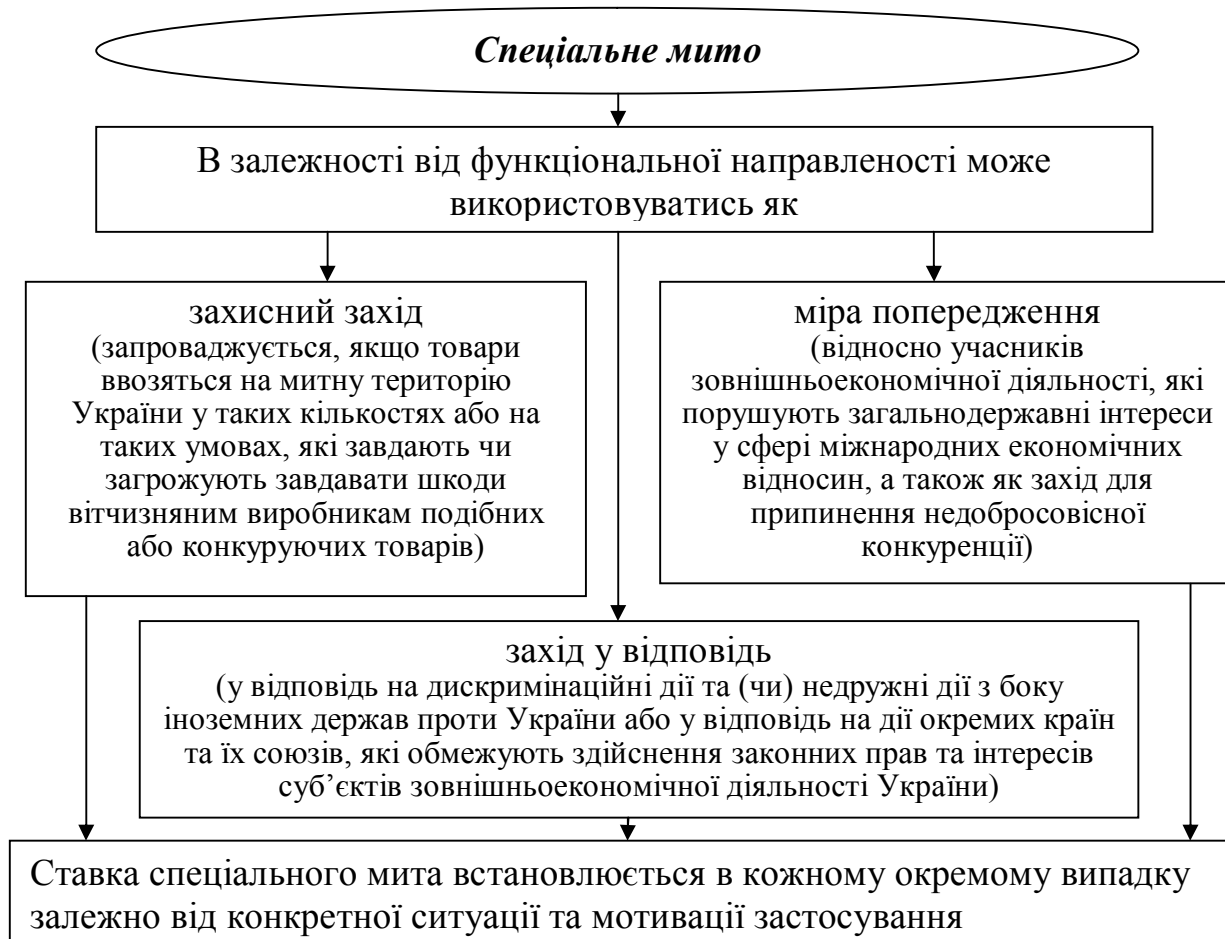 Спеціальне мито
В залежності від функціональної направленості може
використовуватись як
захисний захід
(запроваджується, якщо товари
ввозяться на митну територію
України у таких кількостях або на
таких умовах, які завдають чи
загрожують завдавати шкоди
вітчизняним виробникам подібних
або конкуруючих товарів)
міра попередження
(відносно учасників
зовнішньоекономічної діяльності, які
порушують загальнодержавні інтереси
у сфері міжнародних економічних
відносин, а також як захід для
припинення недобросовісної
конкуренції)
захід у відповідь
(у відповідь на дискримінаційні дії та (чи) недружні дії з боку
іноземних держав проти України або у відповідь на дії окремих країн
та їх союзів, які обмежують здійснення законних прав та інтересів
суб’єктів зовнішньоекономічної діяльності України)
Ставка спеціального мита встановлюється в кожному окремому випадку
залежно від конкретної ситуації та мотивації застосування